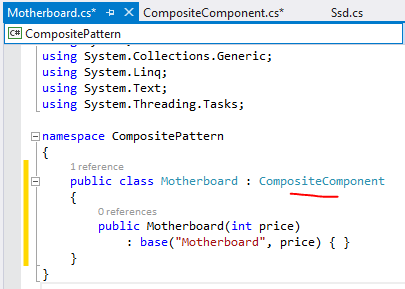 Motherboard.cs* CompositeComponent.cs* Ssd.cs
C# CompositePattern
using System.Collections.Generic;
using System.Linq;
using System.Text;
using System.Threading.Tasks;
namespace CompositePattern
{
1 reference
public class Motherboard : CompositeComponent
{
0 references
public Motherboard(int price)
: base("Motherboard", price) { }
}
}